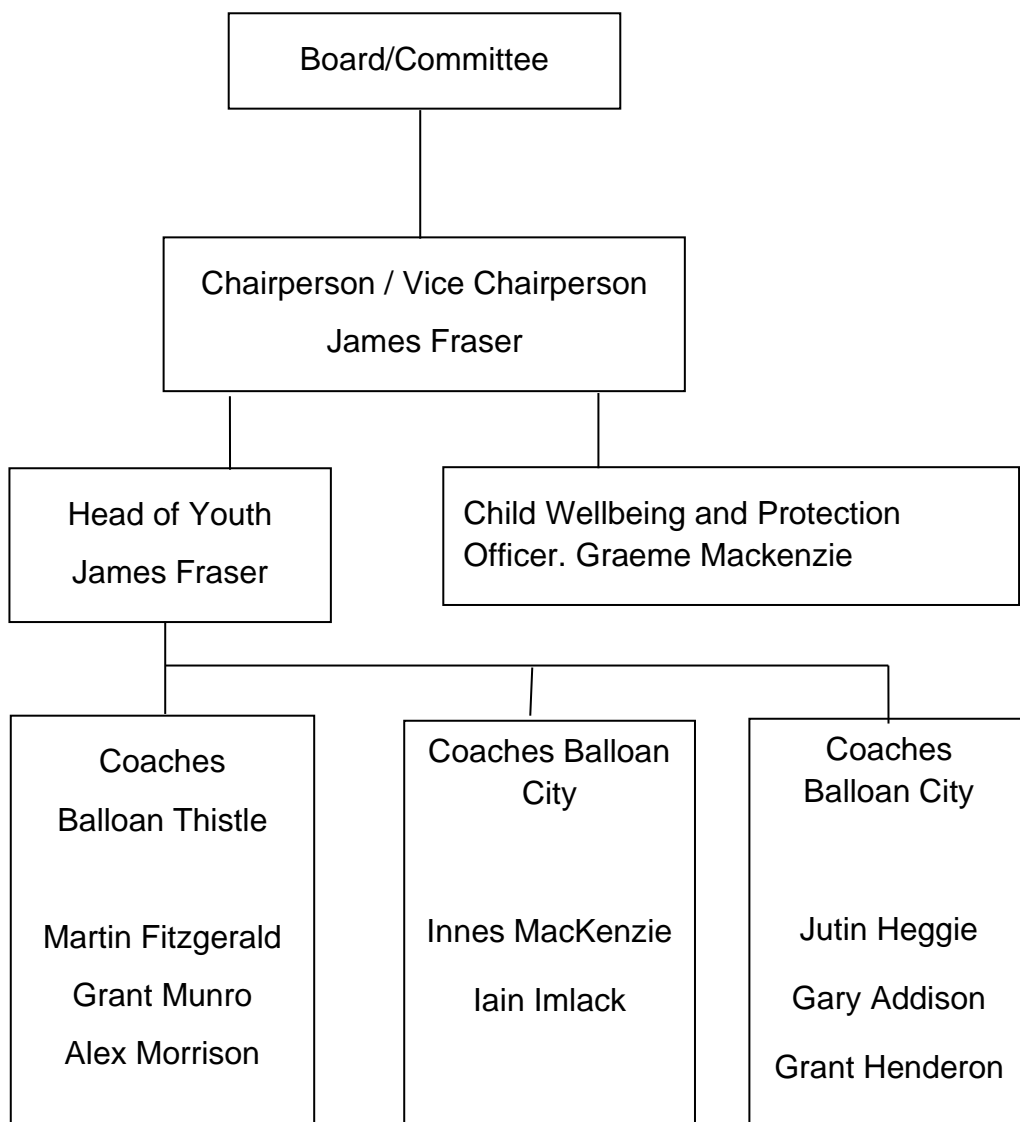 Board/Committee
Chairperson / Vice Chairperson
James Fraser
Head of Youth
James Fraser
Child Wellbeing and Protection
Officer. Graeme Mackenzie
Coaches
Balloan Thistle
Martin Fitzgerald
Grant Munro
Alex Morrison
Coaches Balloan
City
Innes MacKenzie
Iain Imlack
Coaches
Balloan City
Jutin Heggie
Gary Addison
Grant Henderon